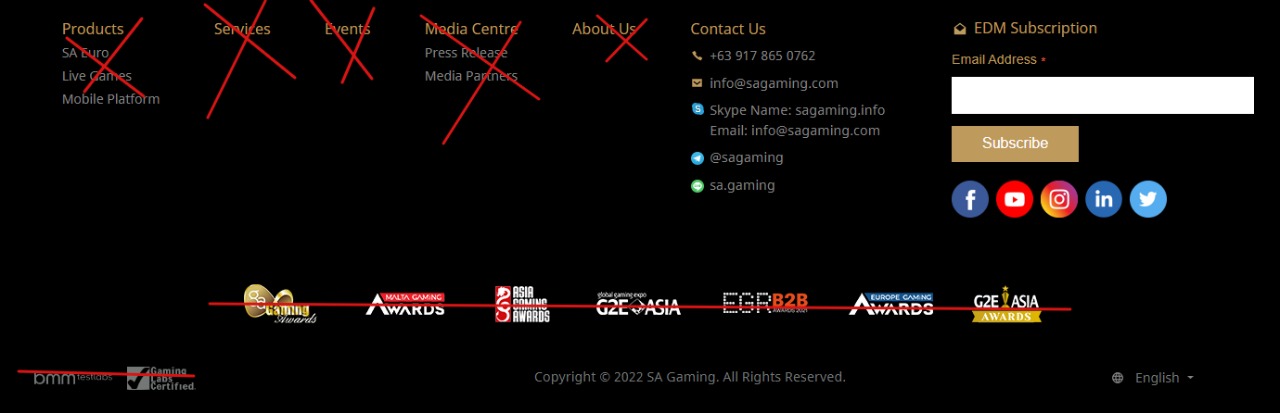 Products
SA Euro
Live Games
Mobile Platform
Services
Events
Media Centre
Press Release
Media Partners
About Us
Contact Us
+63 917 865 0762
info@sagaming.com
Skype Name: sagaming.info
Email: info@sagaming.com
@sagaming
sa.gaming
EDM Subscription
Email Address *
Subscribe
Gaming
Awards
MALTA GAMING
AWARDS
ASIA
GAMING
AWARDS
global gaming expo
G2E ASIA
EGR B2B
AWARDS 2021
EUROPE GAMING
AWARDS
G2E ASIA
AWARDS
bmm testlabs
Gaming
Labs
Certified.
Copyright © 2022 SA Gaming. All Rights Reserved.
English